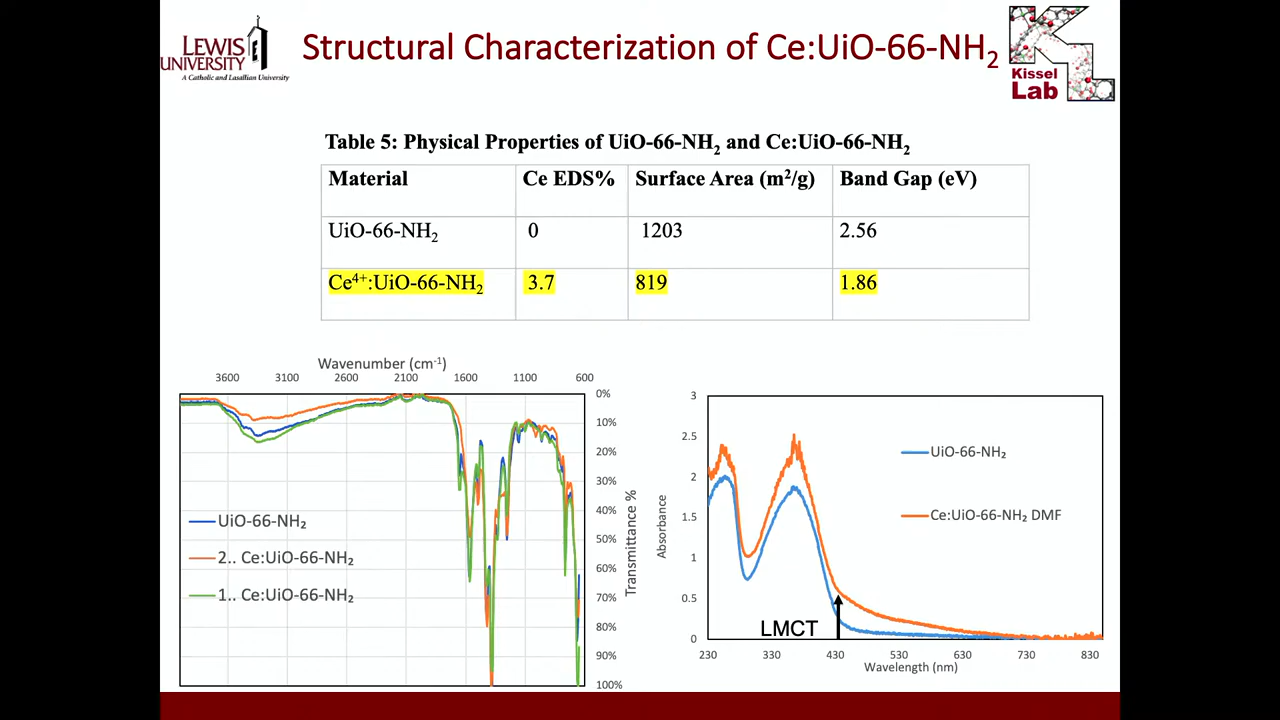 LEWIS
UNIVERSITY
A Catholic and Lasallian University
Structural Characterization of Ce:UiO-66-NH₂
Kissel
Lab
Table 5: Physical Properties of UiO-66-NH₂ and Ce:UiO-66-NH₂
Material Ce EDS% Surface Area (m²/g) Band Gap (eV)
UiO-66-NH₂ 0 1203 2.56
Ce⁴⁺:UiO-66-NH₂ 3.7 819 1.86
Wavenumber (cm⁻¹)
3600 3100 2600 2100 1600 1100 600
0%
10%
20%
30%
40%
50%
60%
70%
80%
90%
100%
Transmittance %
UiO-66-NH₂
2.. Ce:UiO-66-NH₂
1.. Ce:UiO-66-NH₂
3
2.5
2
1.5
1
0.5
0
Absorbance
UiO-66-NH₂
Ce:UiO-66-NH₂ DMF
LMCT
230 330 430 530 630 730 830
Wavelength (nm)